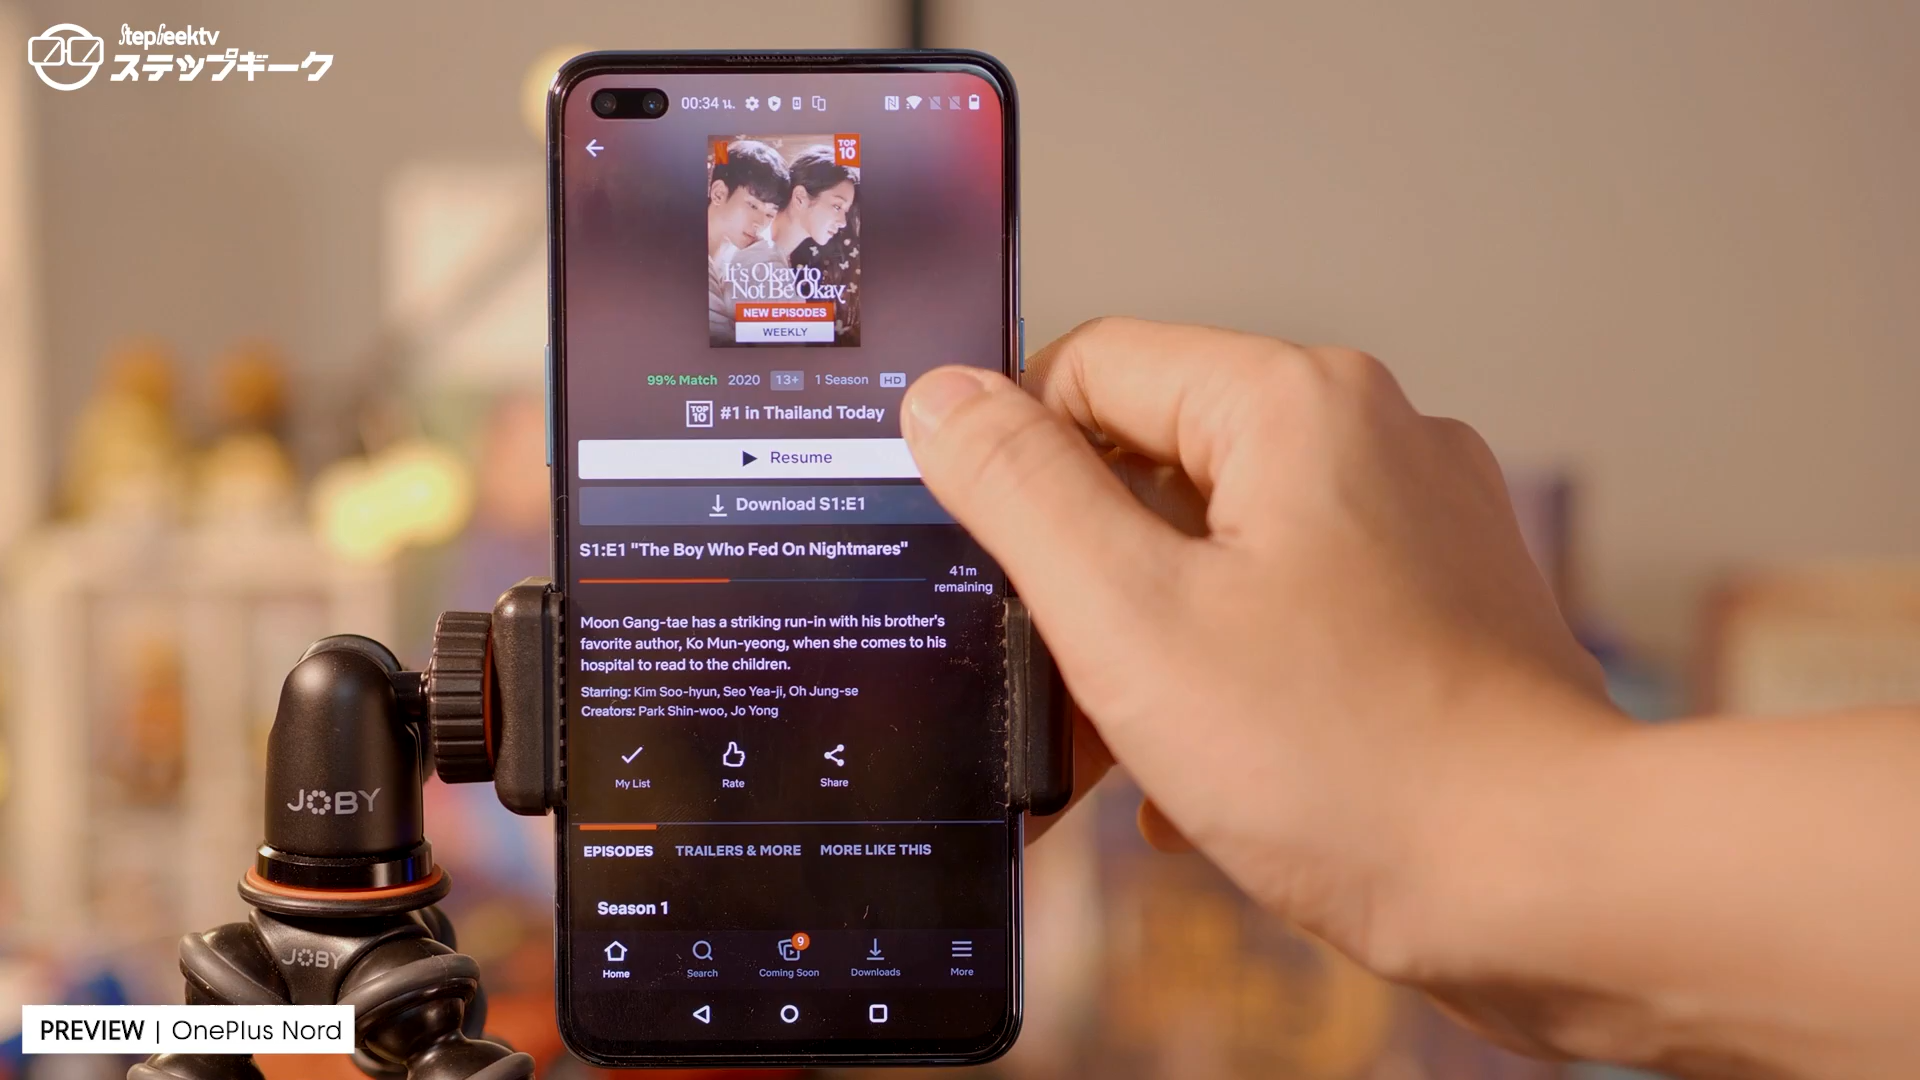 StepGeektv
ステップギーク
00:34 น.
TOP
10
It's Okay to
Not Be Okay
NEW EPISODES
WEEKLY
99% Match 2020 13+ 1 Season HD
TOP
10
#1 in Thailand Today
Resume
Download S1:E1
S1:E1 "The Boy Who Fed On Nightmares"
41m
remaining
Moon Gang-tae has a striking run-in with his brother's
favorite author, Ko Mun-yeong, when she comes to his
hospital to read to the children.
Starring: Kim Soo-hyun, Seo Yea-ji, Oh Jung-se
Creators: Park Shin-woo, Jo Yong
My List Rate Share
EPISODES TRAILERS & MORE MORE LIKE THIS
Season 1
9
Home Search Coming Soon Downloads More
JOBY
JOBY
PREVIEW | OnePlus Nord